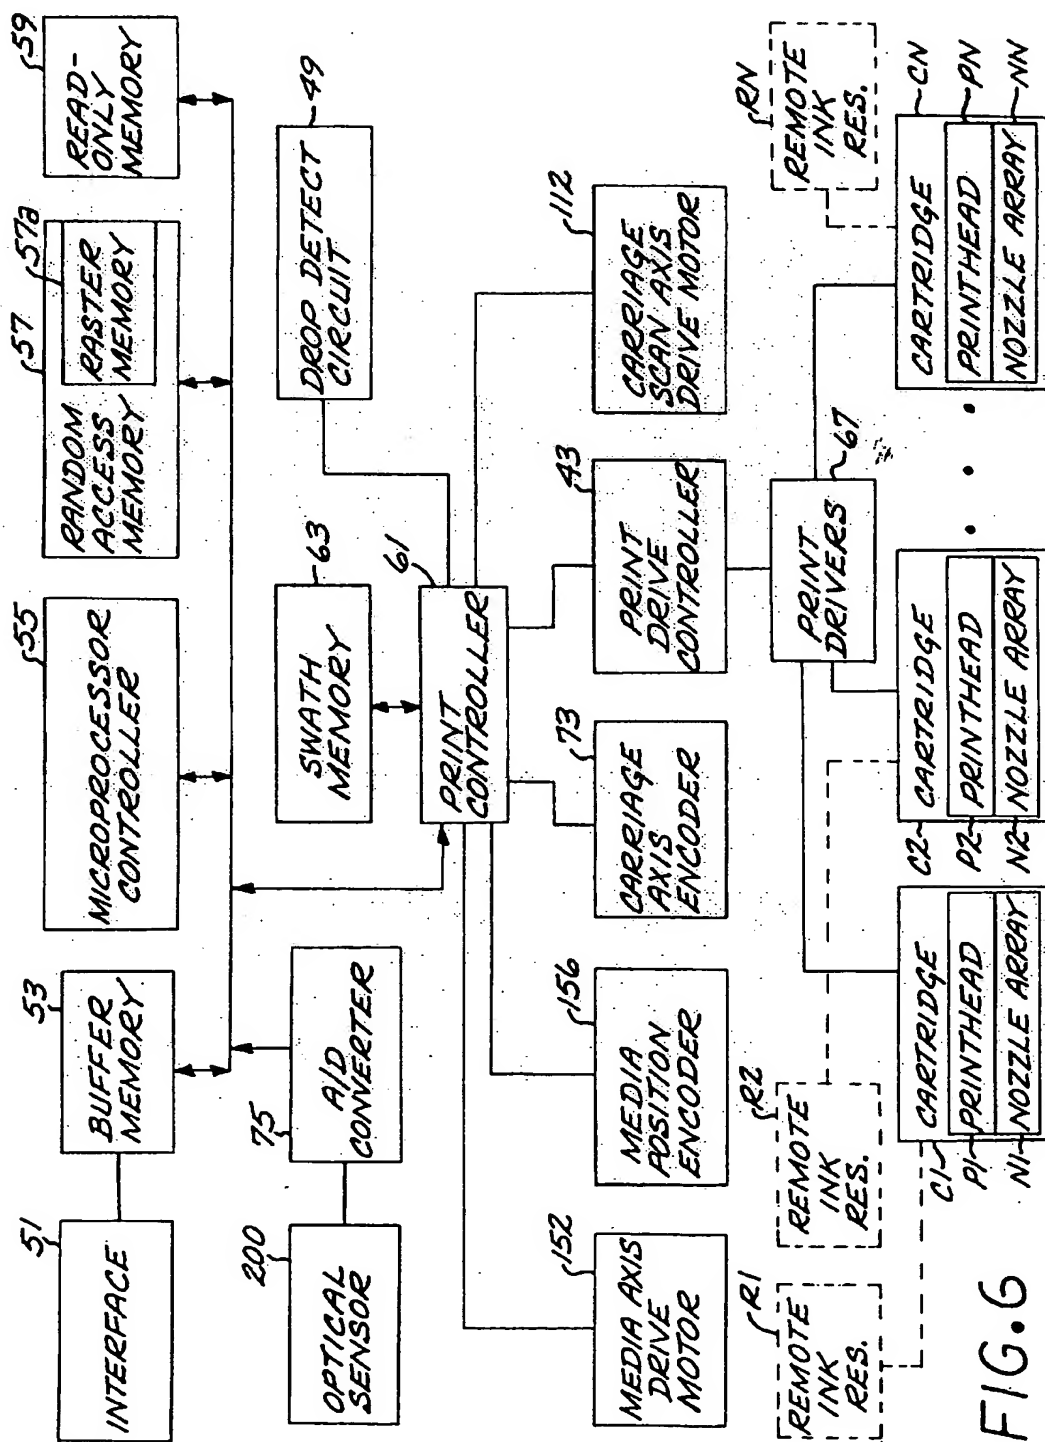 51
INTERFACE
53
BUFFER
MEMORY
55
MICROPROCESSOR
CONTROLLER
57
RANDOM
ACCESS
MEMORY
57a
RASTER
MEMORY
59
READ-
ONLY
MEMORY
200
OPTICAL
SENSOR
75
A/D
CONVERTER
63
SWATH
MEMORY
61
PRINT
CONTROLLER
49
DROP DETECT
CIRCUIT
152
MEDIA AXIS
DRIVE
MOTOR
156
MEDIA
POSITION
ENCODER
73
CARRIAGE
AXIS
ENCODER
43
PRINT
DRIVE
CONTROLLER
112
CARRIAGE
SCAN AXIS
DRIVE MOTOR
R1
REMOTE
INK
RES.
R2
REMOTE
INK
RES.
PRINT
DRIVERS
67
RN
REMOTE
INK
RES.
C1
CARTRIDGE
P1
PRINTHEAD
N1
NOZZLE ARRAY
C2
CARTRIDGE
P2
PRINTHEAD
N2
NOZZLE ARRAY
• • •
CARTRIDGE
CN
PRINTHEAD
PN
NOZZLE ARRAY
NN
FIG.6